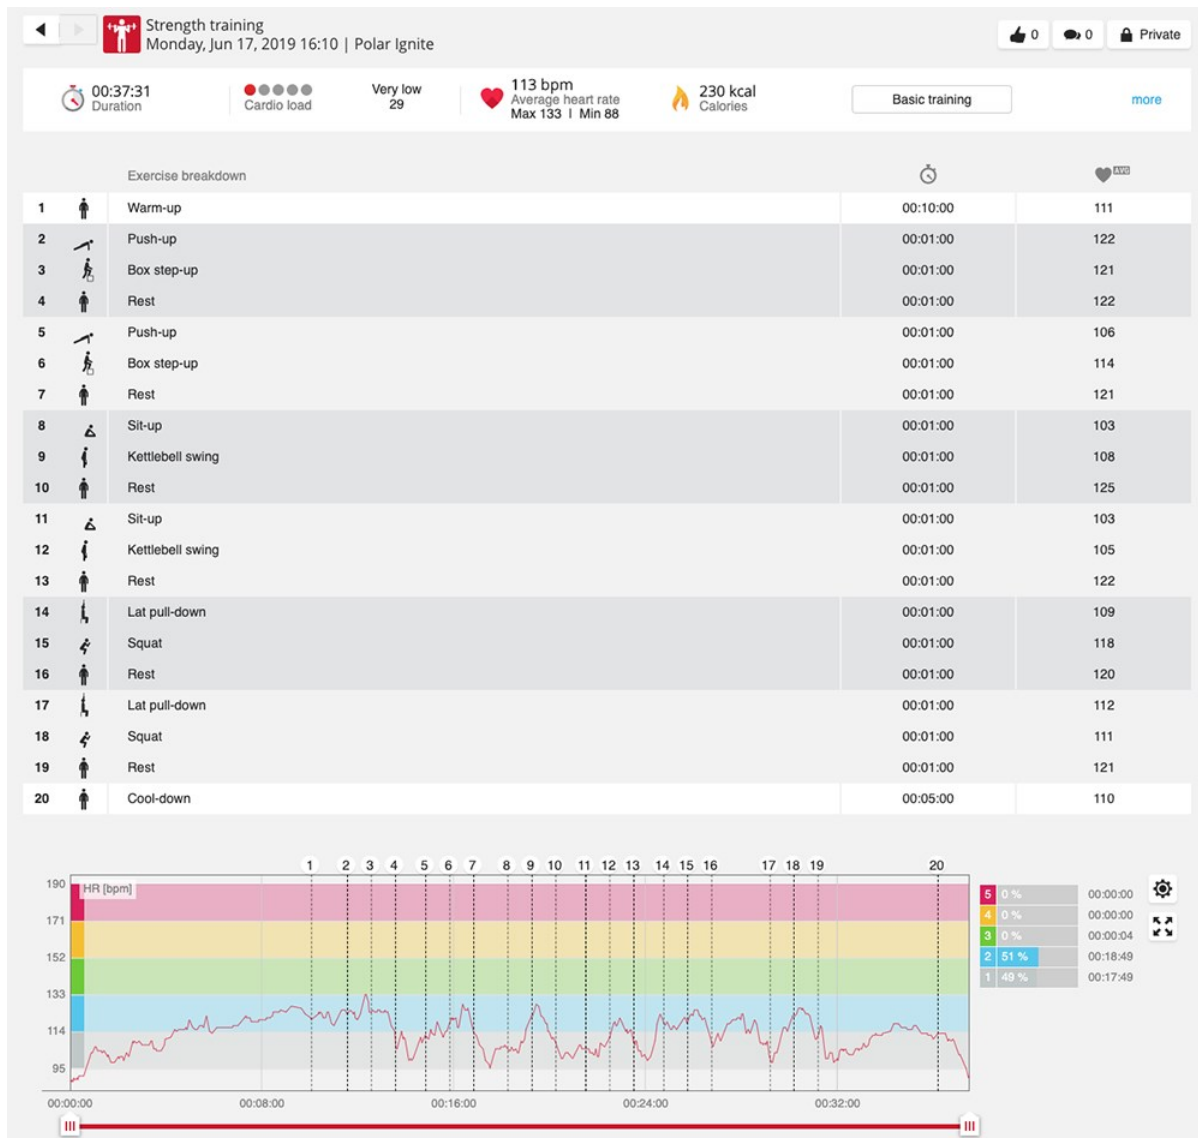 Strength training
Monday, Jun 17, 2019 16:10 | Polar Ignite
0
0
Private
00:37:31
Duration
Cardio load
Very low
29
113 bpm
Average heart rate
Max 133 | Min 88
230 kcal
Calories
Basic training
more
Exercise breakdown
AVG
1 Warm-up 00:10:00 111
2 Push-up 00:01:00 122
3 Box step-up 00:01:00 121
4 Rest 00:01:00 122
5 Push-up 00:01:00 106
6 Box step-up 00:01:00 114
7 Rest 00:01:00 121
8 Sit-up 00:01:00 103
9 Kettlebell swing 00:01:00 108
10 Rest 00:01:00 125
11 Sit-up 00:01:00 103
12 Kettlebell swing 00:01:00 105
13 Rest 00:01:00 122
14 Lat pull-down 00:01:00 109
15 Squat 00:01:00 118
16 Rest 00:01:00 120
17 Lat pull-down 00:01:00 112
18 Squat 00:01:00 111
19 Rest 00:01:00 121
20 Cool-down 00:05:00 110
1 2 3 4 5 6 7 8 9 10 11 12 13 14 15 16 17 18 19 20
HR [bpm]
190
171
152
133
114
95
00:00:00 00:08:00 00:16:00 00:24:00 00:32:00
5 0 % 00:00:00
4 0 % 00:00:00
3 0 % 00:00:04
2 51 % 00:18:49
1 49 % 00:17:49